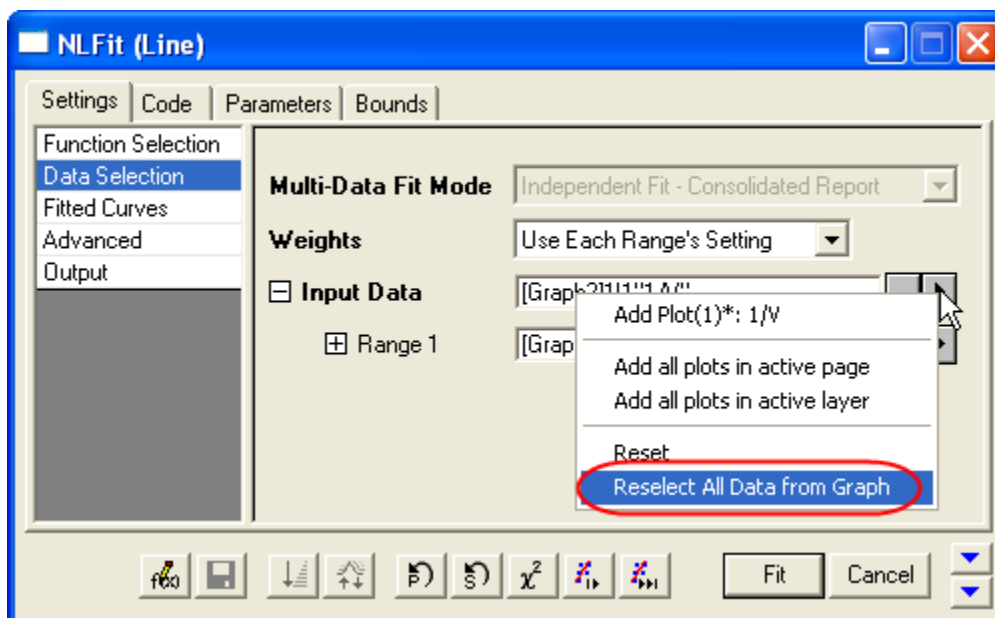 NLFit (Line)
Settings Code Parameters Bounds
Function Selection
Data Selection
Fitted Curves
Advanced
Output
Multi-Data Fit Mode Independent Fit - Consolidated Report
Weights Use Each Range's Setting
Input Data
Range 1 [Grap
Add Plot(1)*: 1/V
Add all plots in active page
Add all plots in active layer
Reset
Reselect All Data from Graph
f(x) P S χ² Fit Cancel